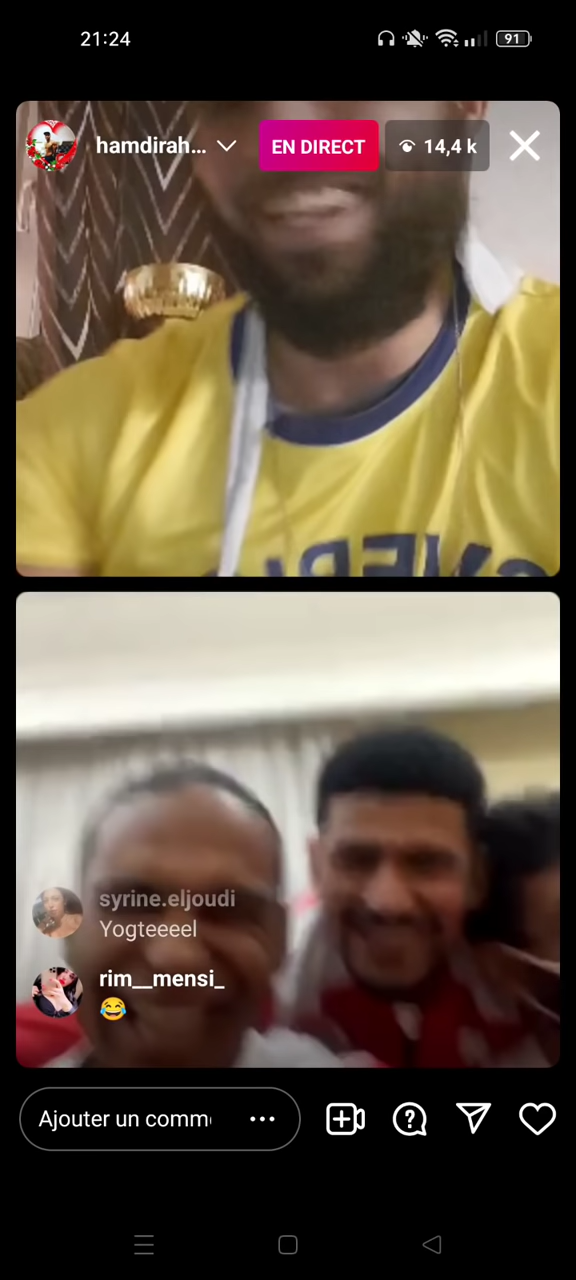 21:24
91
hamdirah...
EN DIRECT
14,4 k
syrine.eljoudi
Yogteeeel
rim__mensi_
😂
Ajouter un comm